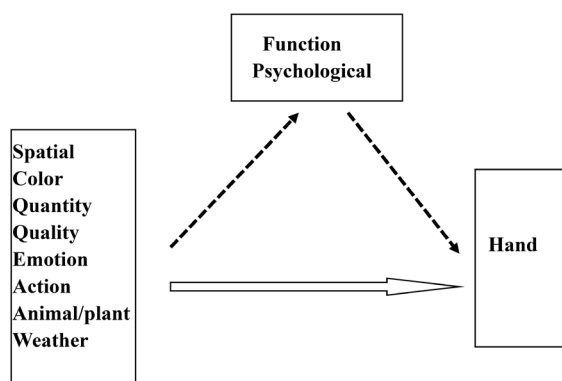 Function
Psychological
Spatial
Color
Quantity
Quality
Emotion
Action
Animal/plant
Weather
Hand